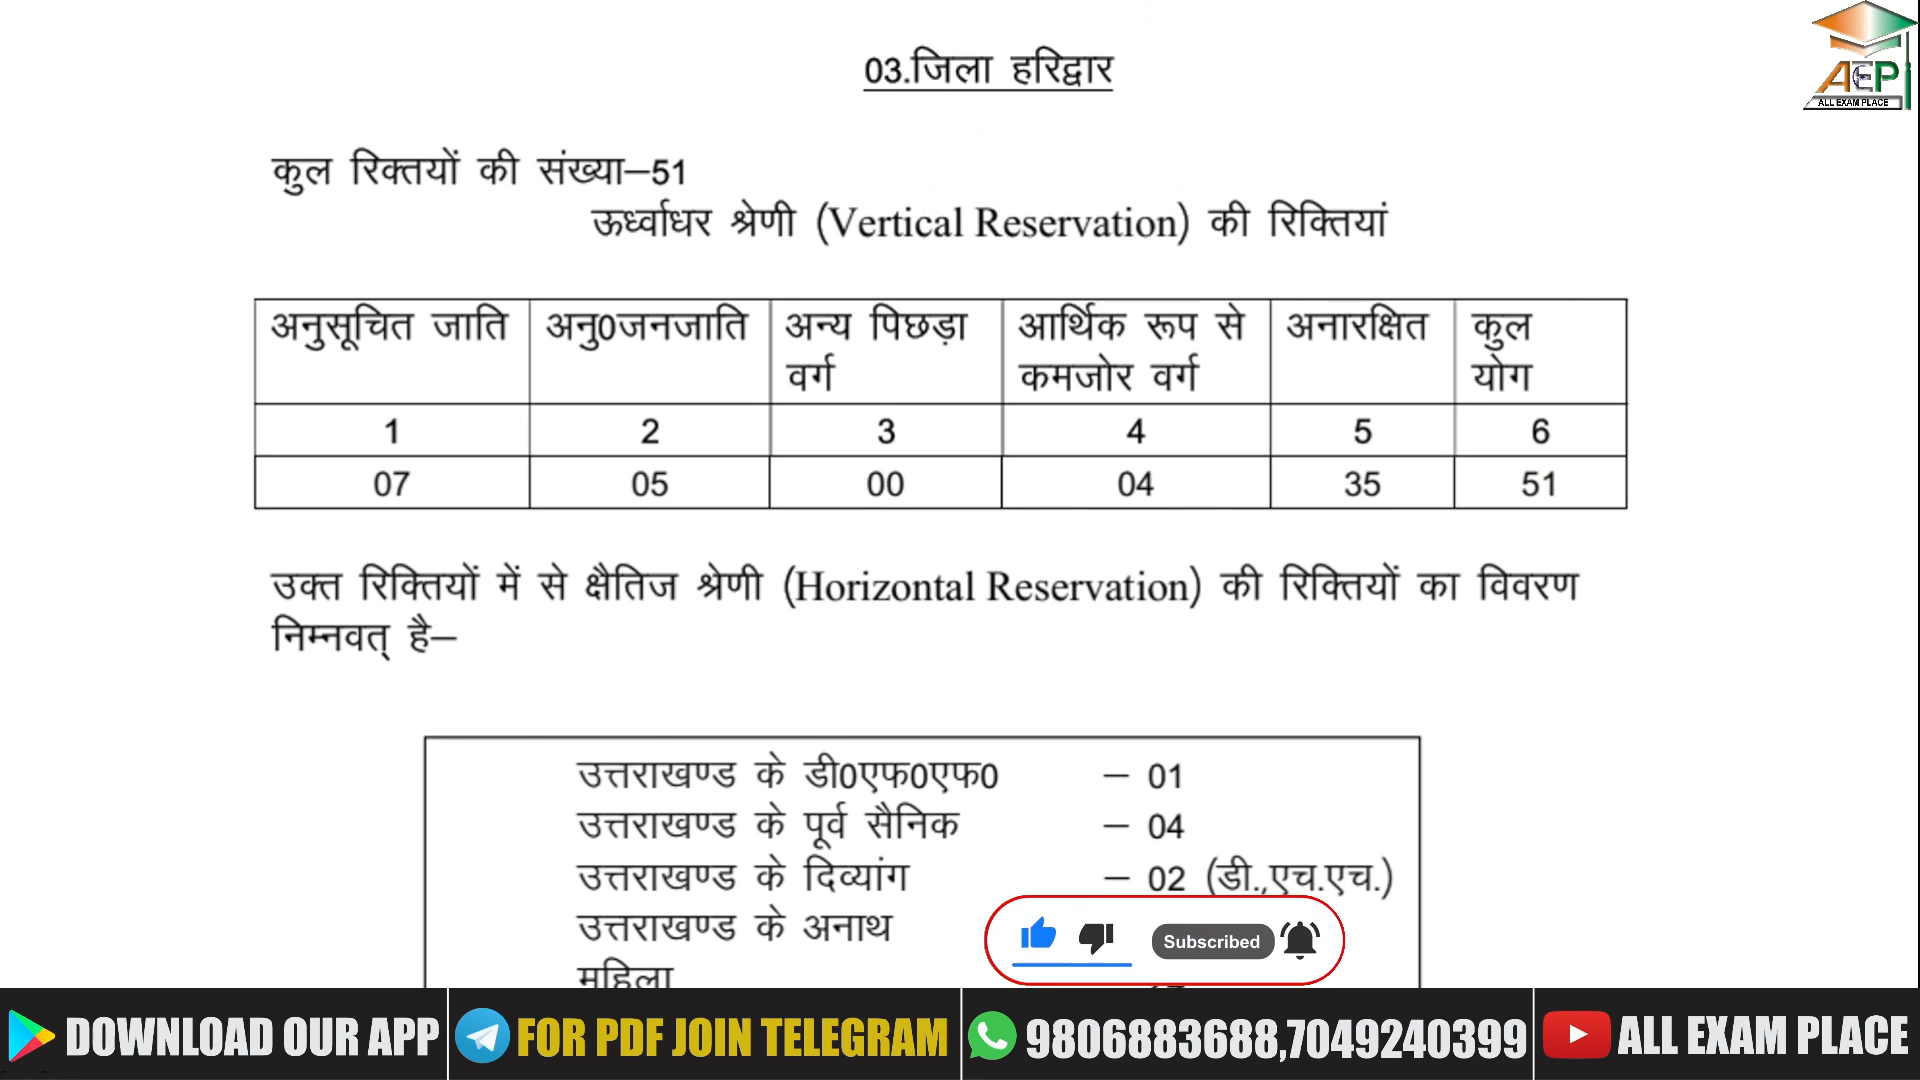 03.जिला हरिद्वार
AEP
ALL EXAM PLACE
कुल रिक्तयों की संख्या–51
ऊर्ध्वाधर श्रेणी (Vertical Reservation) की रिक्तियां
अनुसूचित जाति अनु0जनजाति अन्य पिछड़ा वर्ग आर्थिक रूप से कमजोर वर्ग अनारक्षित कुल योग
1 2 3 4 5 6
07 05 00 04 35 51
उक्त रिक्तियों में से क्षैतिज श्रेणी (Horizontal Reservation) की रिक्तियों का विवरण
निम्नवत् है–
उत्तराखण्ड के डी0एफ0एफ0 – 01
उत्तराखण्ड के पूर्व सैनिक – 04
उत्तराखण्ड के दिव्यांग – 02 (डी.,एच.एच.)
उत्तराखण्ड के अनाथ
महिला
Subscribed
DOWNLOAD OUR APP FOR PDF JOIN TELEGRAM 9806883688,7049240399 ALL EXAM PLACE